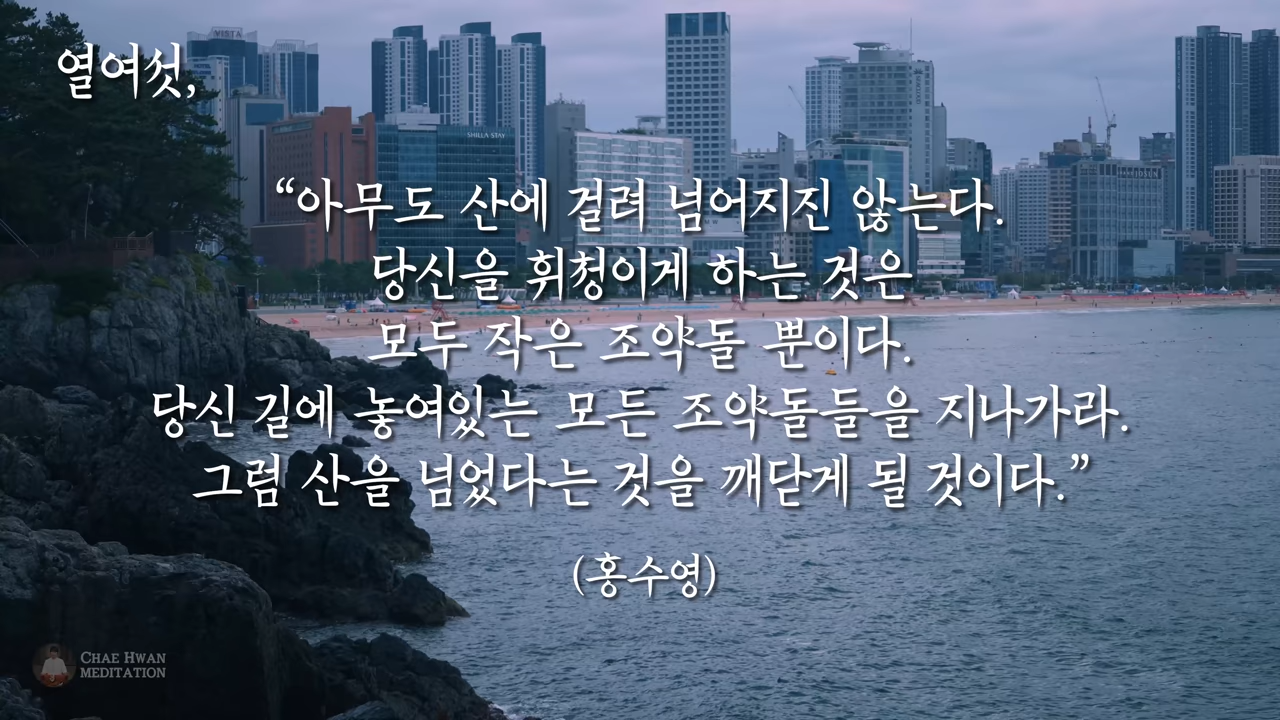 VISTA
열여섯,
SHILLA STAY
“아무도 산에 걸려 넘어지진 않는다.
당신을 휘청이게 하는 것은
모두 작은 조약돌 뿐이다.
당신 길에 놓여있는 모든 조약돌들을 지나가라.
그럼 산을 넘었다는 것을 깨닫게 될 것이다.”
(홍수영)
CHAE HWAN
MEDITATION